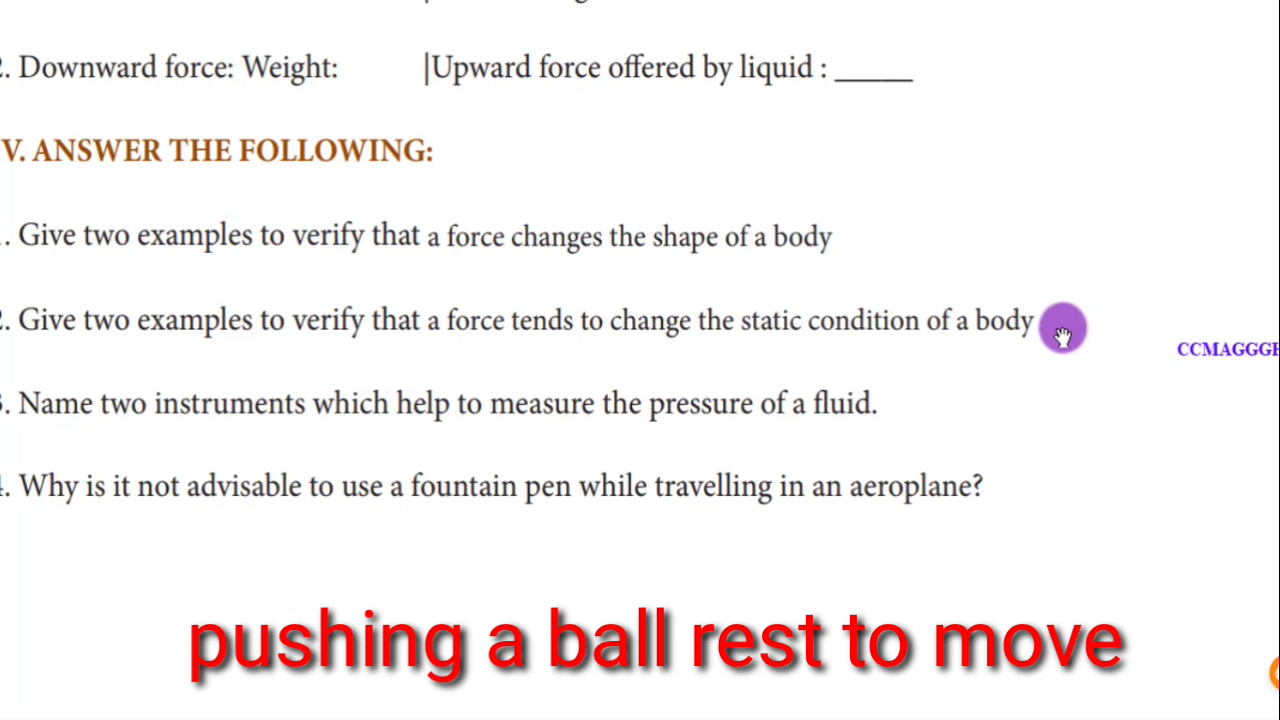 2. Downward force: Weight: |Upward force offered by liquid : _____
V. ANSWER THE FOLLOWING:
. Give two examples to verify that a force changes the shape of a body
2. Give two examples to verify that a force tends to change the static condition of a body
CCMAGGGE
3. Name two instruments which help to measure the pressure of a fluid.
4. Why is it not advisable to use a fountain pen while travelling in an aeroplane?
pushing a ball rest to move